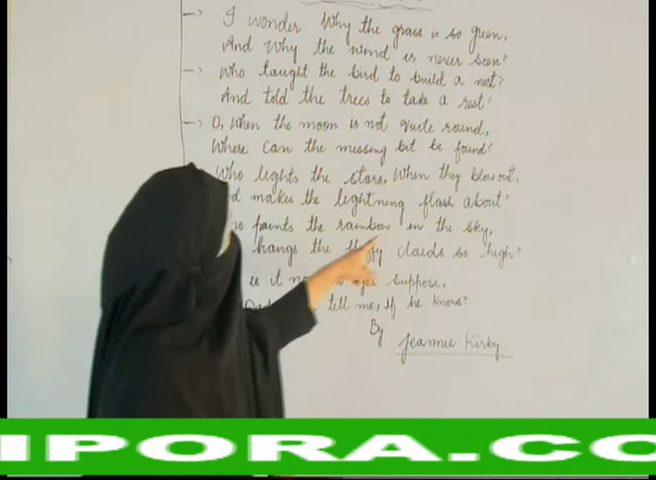 I wonder Why the grass is so green,
And Why the wind is never seen?
Who taught the bird to build a nest?
And told the trees to take a rest?
O, When the moon is not quite round,
Where can the missing bit be found?
Who lights the stars, When they blow out,
makes the lightning flash about?
paints the rainbow in the sky,
hangs the fluffy clouds so high?
is it suppose,
tell me, if he knows?
By
Jeannie Kirby
IPORA.CO